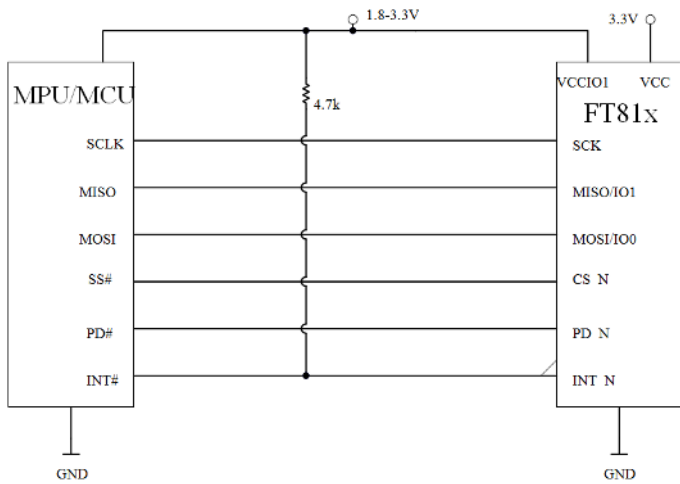 1.8-3.3V
3.3V
MPU/MCU
VCCIO1 VCC
FT81x
4.7k
SCLK SCK
MISO MISO/IO1
MOSI MOSI/IO0
SS# CS N
PD# PD N
INT# INT N
GND GND